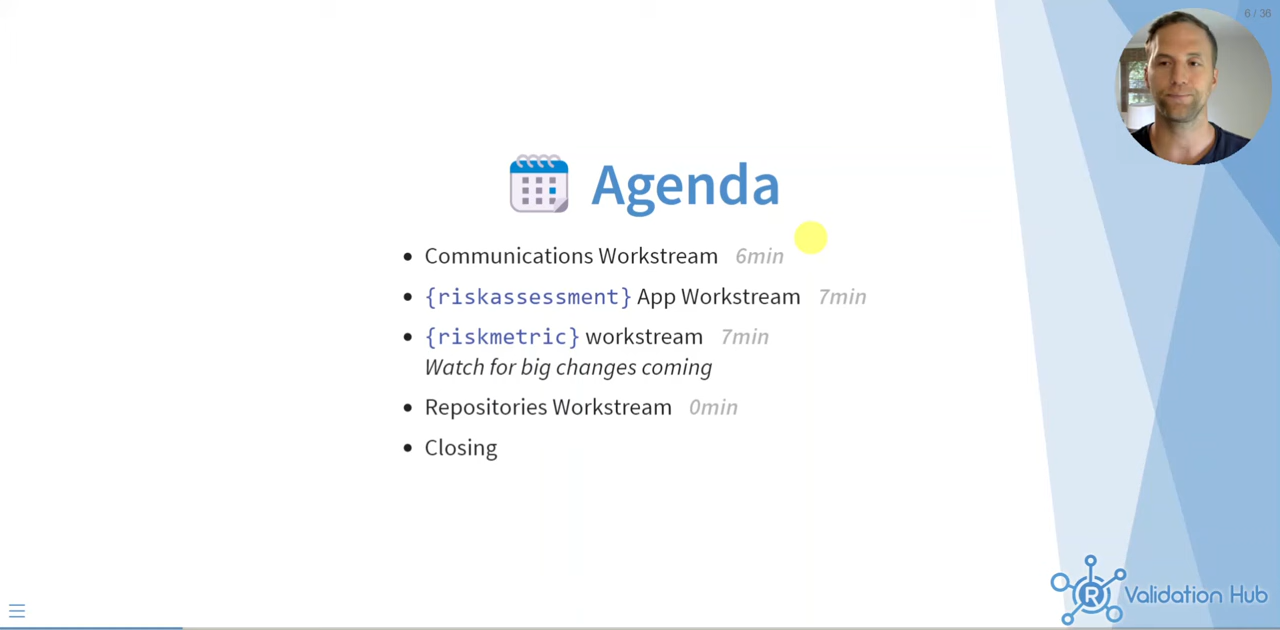 6 / 36
Agenda
Communications Workstream 6min
{riskassessment} App Workstream 7min
{riskmetric} workstream 7min
Watch for big changes coming
Repositories Workstream 0min
Closing
R Validation Hub